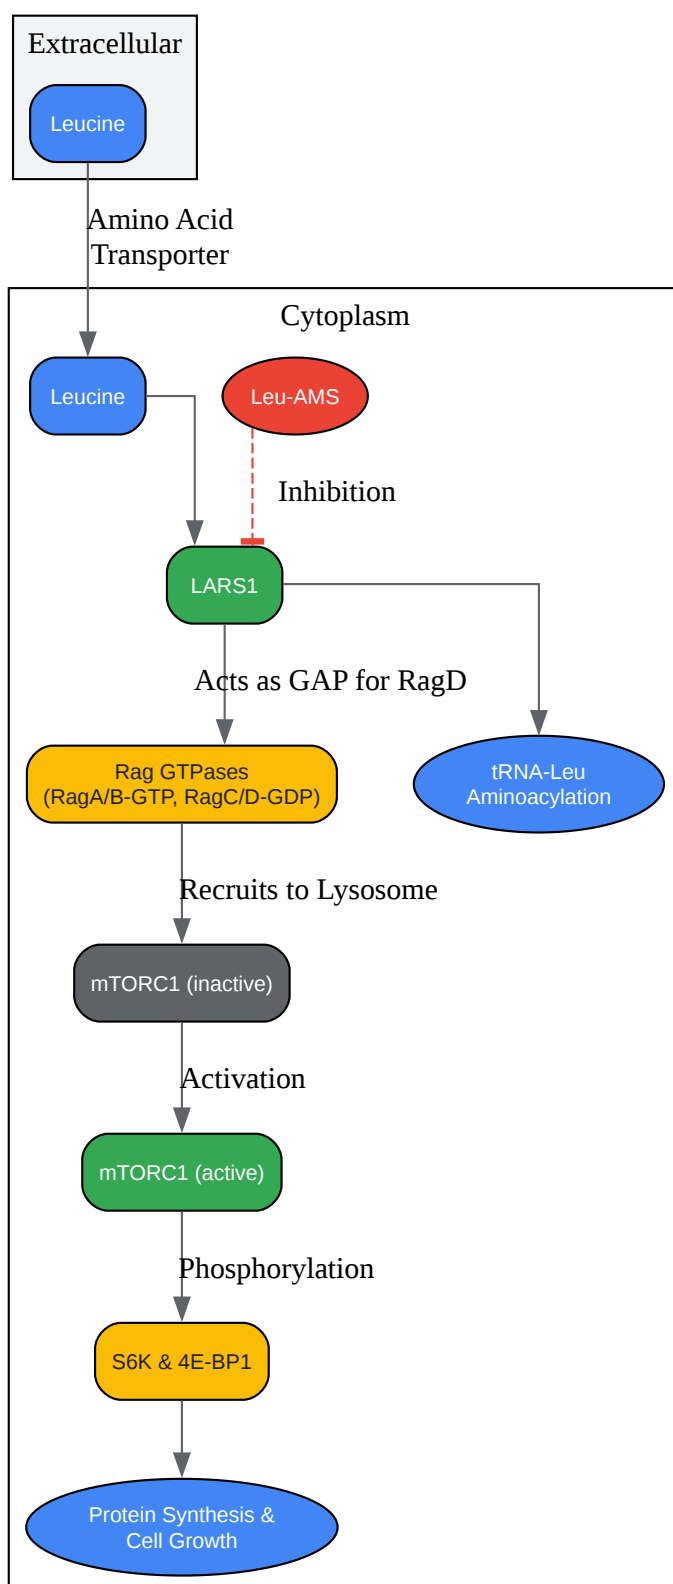 Extracellular
Leucine
Amino Acid
Transporter
Cytoplasm
Leucine
Leu-AMS
Inhibition
LARS1
Acts as GAP for RagD
Rag GTPases
(RagA/B-GTP, RagC/D-GDP)
tRNA-Leu
Aminoacylation
Recruits to Lysosome
mTORC1 (inactive)
Activation
mTORC1 (active)
Phosphorylation
S6K & 4E-BP1
Protein Synthesis &
Cell Growth